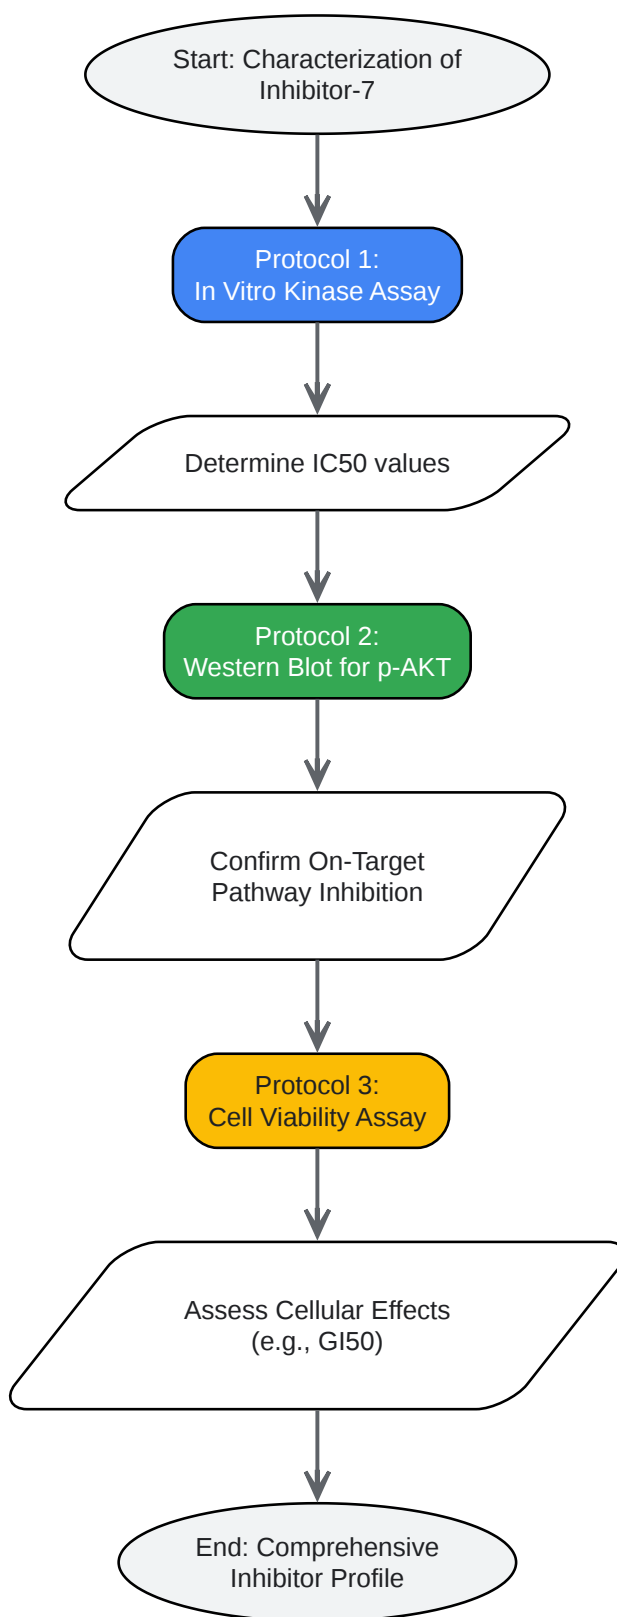 Start: Characterization of
Inhibitor-7
Protocol 1:
In Vitro Kinase Assay
Determine IC50 values
Protocol 2:
Western Blot for p-AKT
Confirm On-Target
Pathway Inhibition
Protocol 3:
Cell Viability Assay
Assess Cellular Effects
(e.g., GI50)
End: Comprehensive
Inhibitor Profile